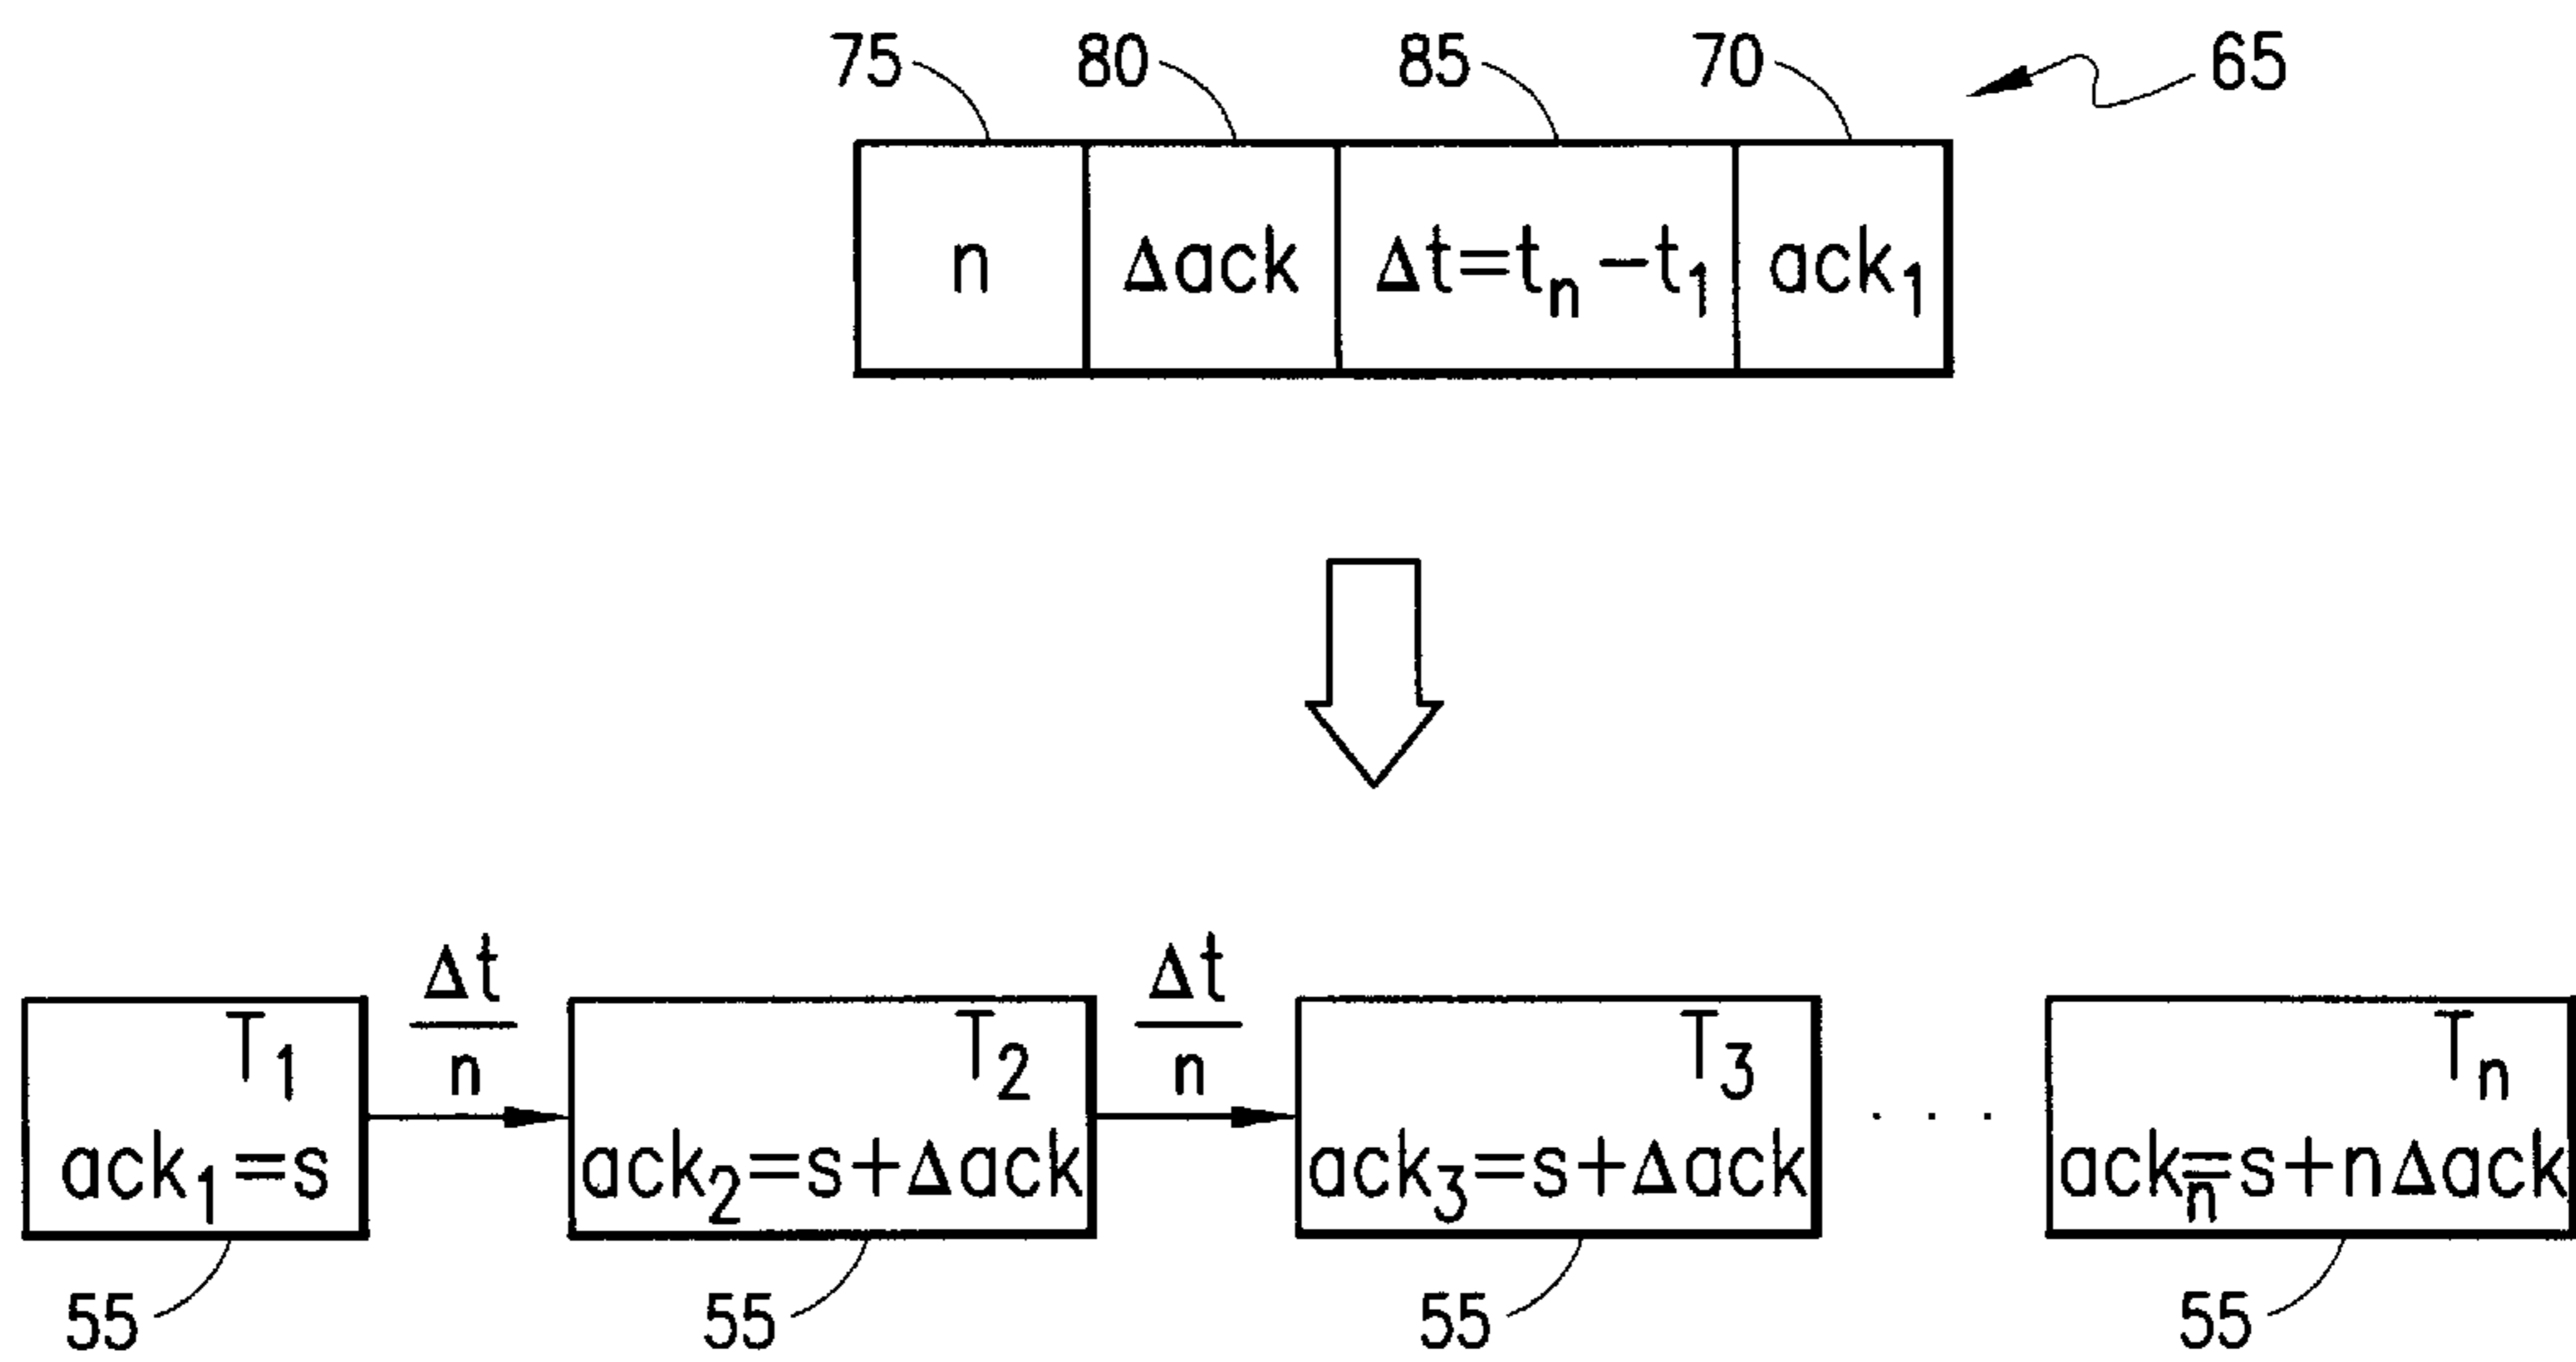 75 80 85 70 65
n Δack Δt=tₙ−t₁ ack₁
Δt/n Δt/n
T₁ T₂ T₃ Tₙ
ack₁=s ack₂=s+Δack ack₃=s+Δack . . . ackₙ=s+nΔack
55 55 55 55